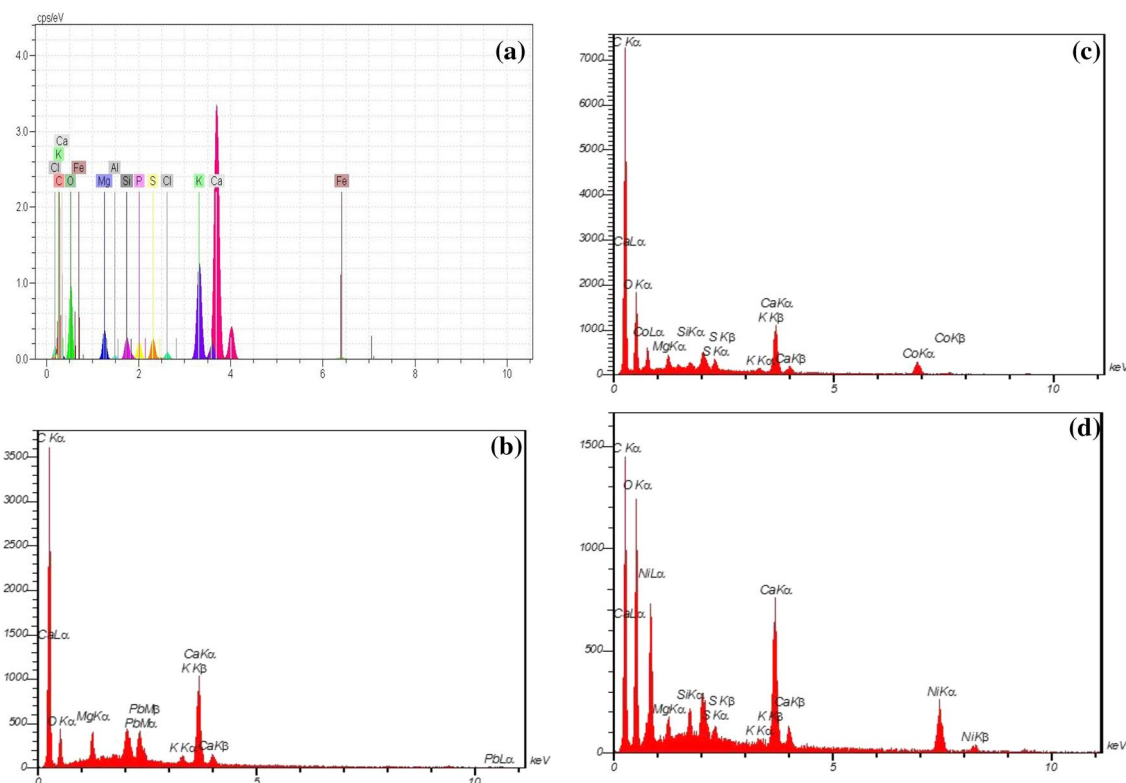 cps/eV
(a)
4.0
3.0
2.0
1.0
0.0
Ca
K
Cl Fe Al
C O Mg Si P S Cl K Ca Fe
0 2 4 6 8 10
(c)
C Kα
7000
6000
5000
4000
3000
2000
1000
0
CaLα
O Kα
CoLα
MgKα
SiKα
S Kβ
S Kα
CaKα
K Kβ
K Kα
CaKβ
CoKα
CoKβ
0 5 10 keV
(b)
C Kα
3500
3000
2500
2000
1500
1000
500
0
CaLα
O Kα
MgKα
PbMβ
PbMα
CaKα
K Kβ
K Kα
CaKβ
PbLα
0 5 10 keV
(d)
1500
1000
500
0
C Kα
O Kα
NiLα
CaLα
MgKα
SiKα
S Kβ
S Kα
CaKα
K Kβ
K Kα
CaKβ
NiKα
NiKβ
0 5 10 keV